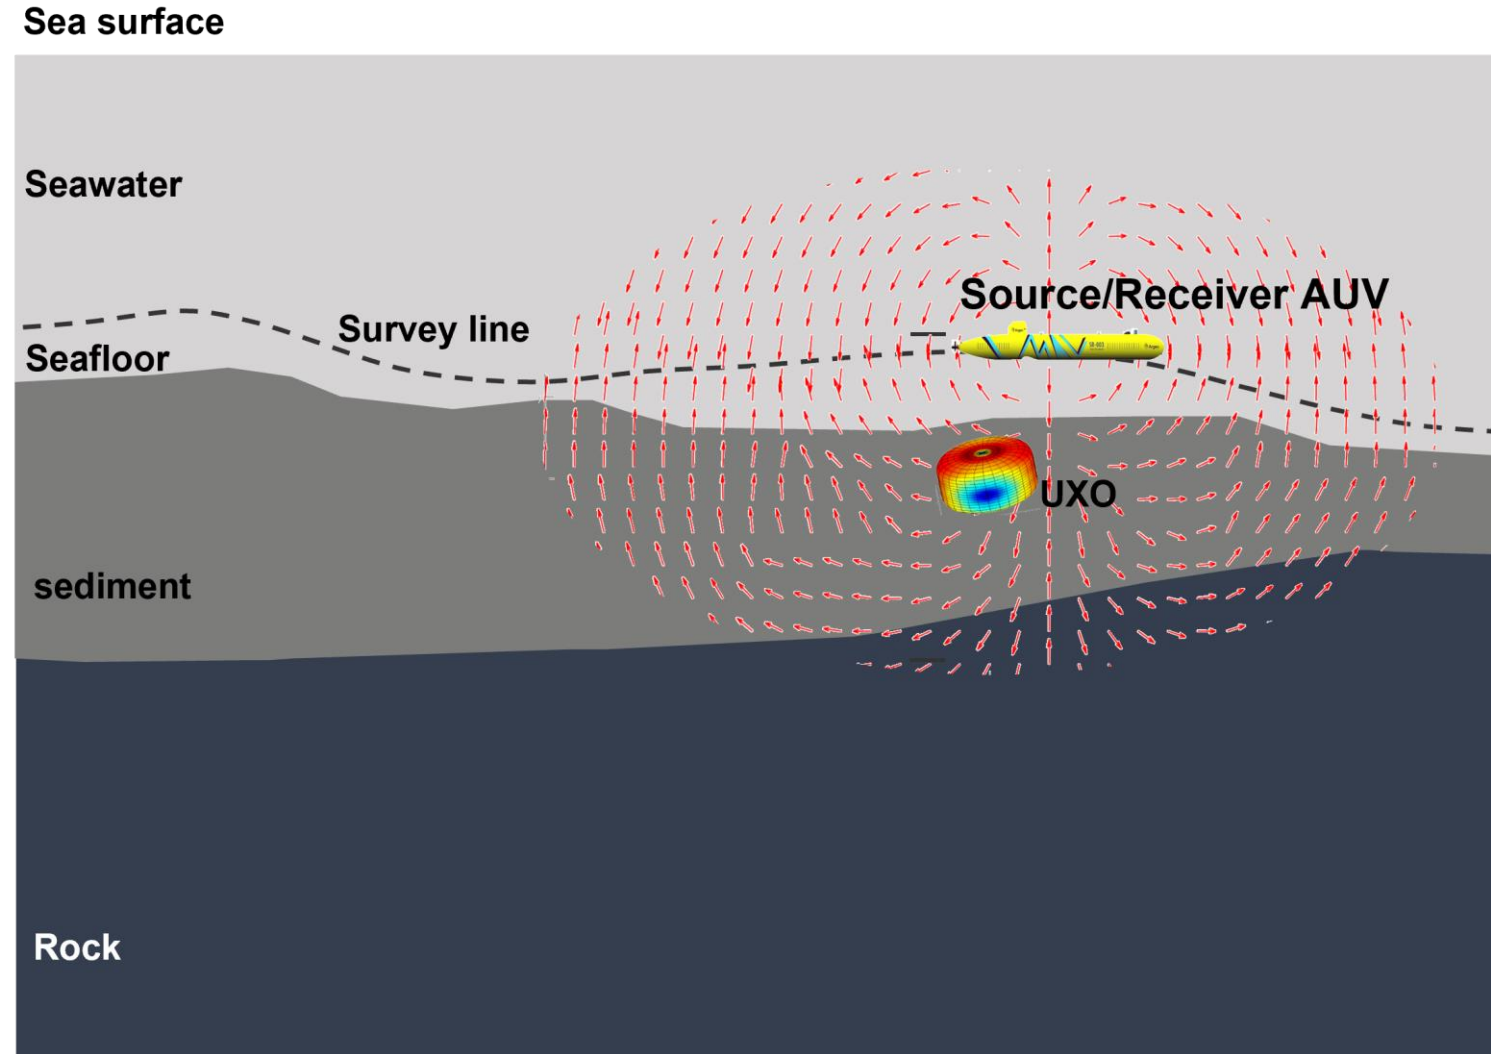 Sea surface
Seawater
Source/Receiver AUV
Survey line
Seafloor
UXO
sediment
Rock